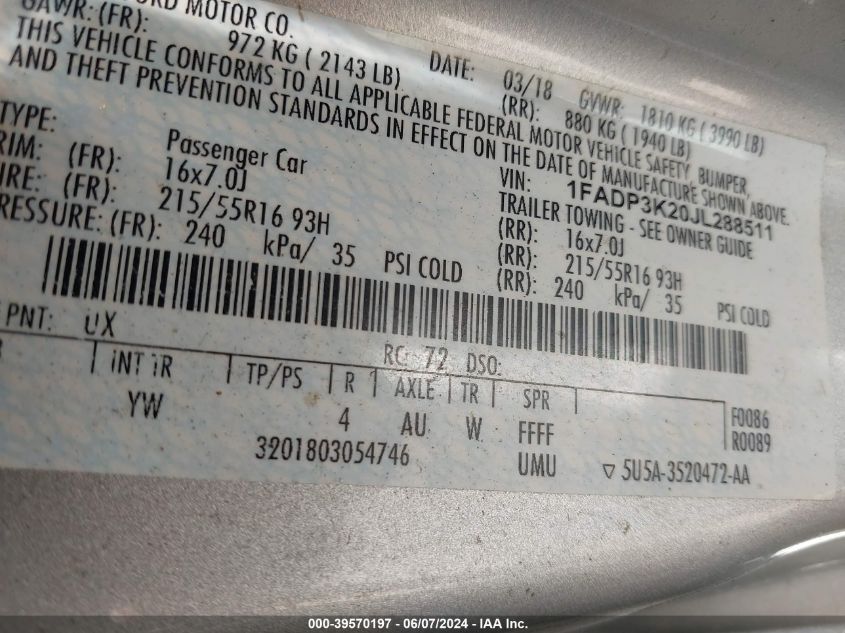 ORD MOTOR CO.
GAWR: (FR): 972 KG ( 2143 LB) DATE: 03/18 GVWR: 1810 KG ( 3990 LB)
(RR): 880 KG ( 1940 LB)
THIS VEHICLE CONFORMS TO ALL APPLICABLE FEDERAL MOTOR VEHICLE SAFETY, BUMPER,
AND THEFT PREVENTION STANDARDS IN EFFECT ON THE DATE OF MANUFACTURE SHOWN ABOVE.
VIN: 1FADP3K20JL288511
TYPE: Passenger Car TRAILER TOWING - SEE OWNER GUIDE
RIM: (FR): 16x7.0J (RR): 16x7.0J
IRE: (FR): 215/55R16 93H (RR): 215/55R16 93H
RESSURE: (FR): 240 kPa/ 35 PSI COLD (RR): 240 kPa/ 35 PSI COLD
PNT: UX
RC: 72 DSO:
INT TR TP/PS R AXLE TR SPR
YW 4 AU W FFFF
F0086
R0089
3201803054746 UMU 5U5A-3520472-AA
000-39570197 - 06/07/2024 - IAA Inc.